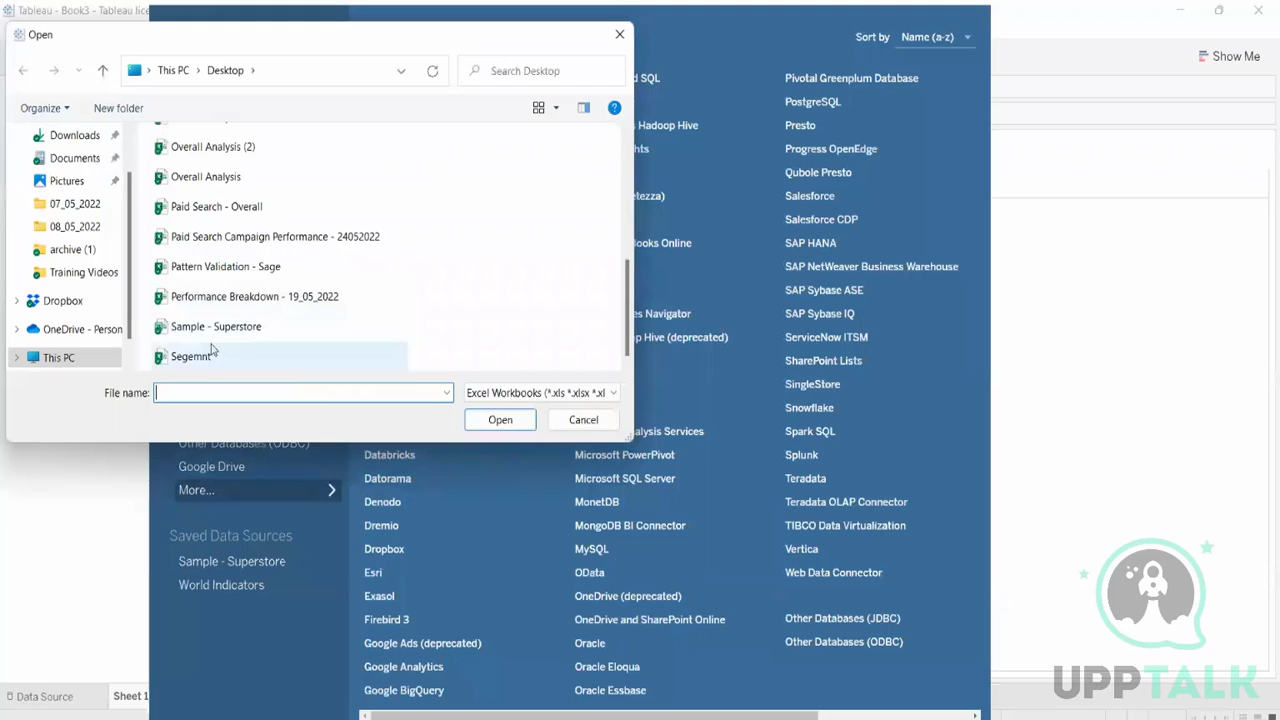 Tableau - Book3 - Tableau lice
Open
Sort by Name (a-z)
This PC Desktop
Search Desktop
Show Me
SQL
Pivotal Greenplum Database
Organize
New folder
PostgreSQL
Downloads
Hadoop Hive
Presto
Overall Analysis (2)
Progress OpenEdge
Documents
Overall Analysis
Qubole Presto
Pictures
etezza)
Salesforce
07_05_2022
Paid Search - Overall
Salesforce CDP
08_05_2022
Paid Search Campaign Performance - 24052022
ooks Online
SAP HANA
archive (1)
Pattern Validation - Sage
SAP NetWeaver Business Warehouse
Training Videos
SAP Sybase ASE
Dropbox
Performance Breakdown - 19_05_2022
es Navigator
SAP Sybase IQ
OneDrive - Person
Sample - Superstore
p Hive (deprecated)
ServiceNow ITSM
This PC
Segemnt
SharePoint Lists
SingleStore
File name:
Excel Workbooks (*.xls *.xlsx *.xl
Snowflake
Open
Cancel
alysis Services
Spark SQL
Other Databases (ODBC)
Databricks
Microsoft PowerPivot
Splunk
Google Drive
Datorama
Microsoft SQL Server
Teradata
More...
Denodo
MonetDB
Teradata OLAP Connector
Dremio
MongoDB BI Connector
TIBCO Data Virtualization
Saved Data Sources
Dropbox
MySQL
Vertica
Sample - Superstore
Esri
OData
Web Data Connector
World Indicators
Exasol
OneDrive (deprecated)
Firebird 3
OneDrive and SharePoint Online
Other Databases (JDBC)
Google Ads (deprecated)
Oracle
Other Databases (ODBC)
Google Analytics
Oracle Eloqua
Google BigQuery
Oracle Essbase
Data Source
Sheet 1
UPPTALK